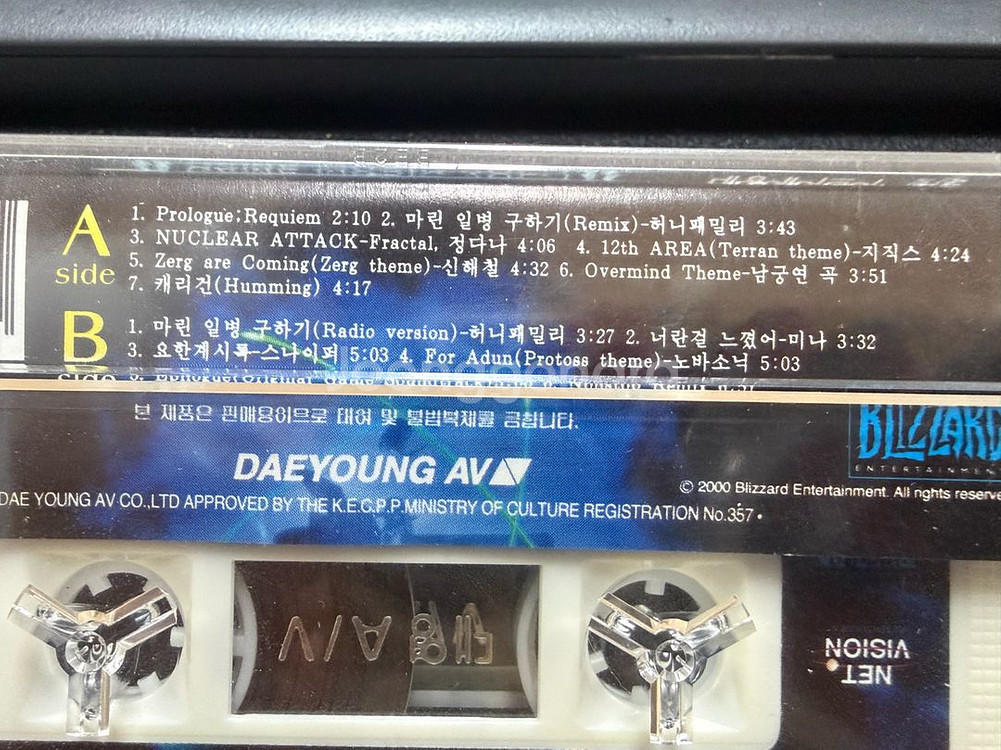 A side
1. Prologue:Requiem 2:10 2. 마린 일병 구하기(Remix)-허니패밀리 3:43
3. NUCLEAR ATTACK-Fractal, 정다나 4:06 4. 12th AREA(Terran theme)-지직스 4:24
5. Zerg are Coming(Zerg theme)-신해철 4:32 6. Overmind Theme-남궁연 곡 3:51
7. 캐리건(Humming) 4:17
B side
1. 마린 일병 구하기(Radio version)-허니패밀리 3:27 2. 너란걸 느꼈어-미나 3:32
3. 요한계시록-스나이퍼 5:03 4. For Adun(Protoss theme)-노바소닉 5:03
본 제품은 판매용이므로 대여 및 불법복제를 금합니다.
BLIZZARD
ENTERTAINMENT
DAEYOUNG AV
© 2000 Blizzard Entertainment. All rights reserve
DAE YOUNG AV CO.,LTD APPROVED BY THE K.E.C.P.P.MINISTRY OF CULTURE REGISTRATION No.357
대영 A/V
NET VISION